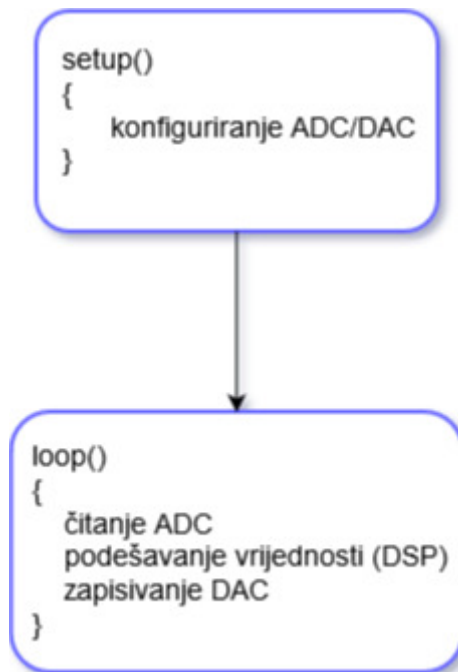 setup()
{
konfiguriranje ADC/DAC
}
loop()
{
čitanje ADC
podešavanje vrijednosti (DSP)
zapisivanje DAC
}